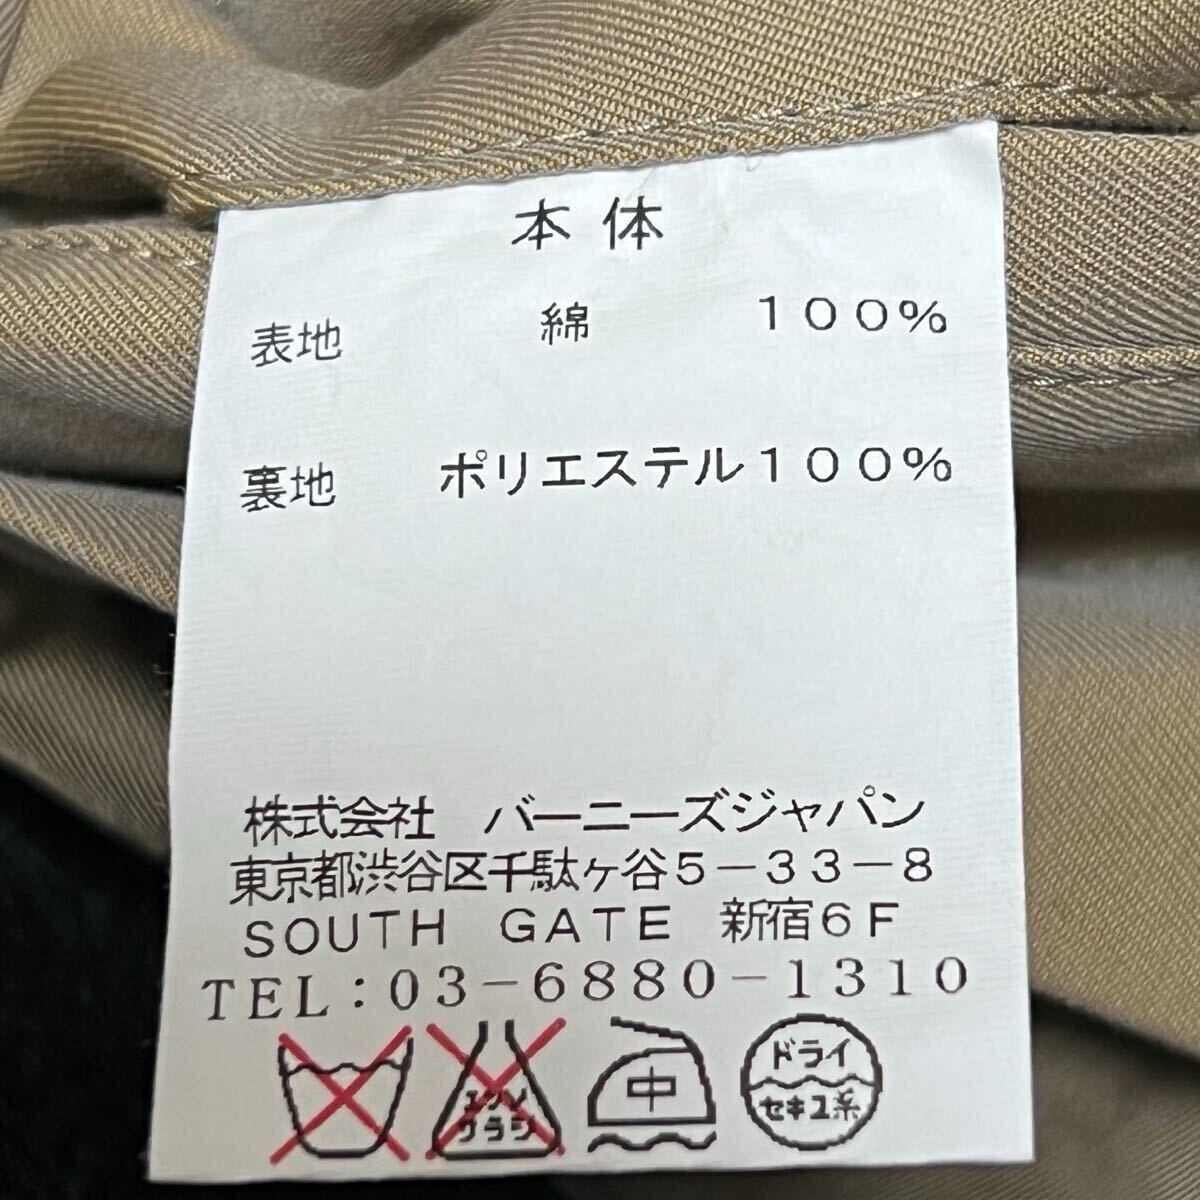 本体
表地 綿 100%
裏地 ポリエステル100%
株式会社 バーニーズジャパン
東京都渋谷区千駄ヶ谷5-33-8
SOUTH GATE 新宿6F
TEL:03-6880-1310
エンソ
サラシ
中
ドライ
セキユ系